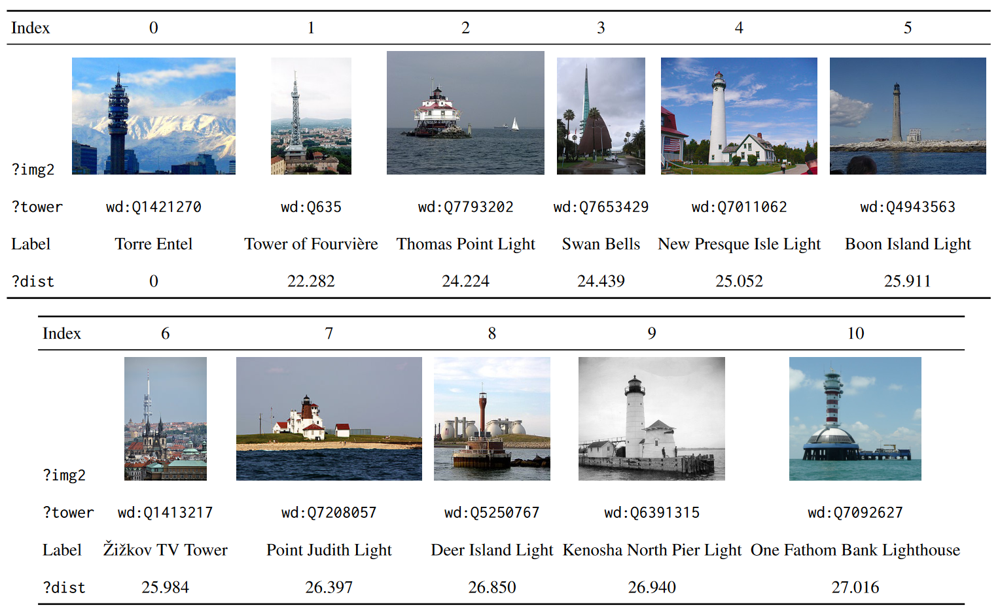 Index 0 1 2 3 4 5
?img2
?tower wd:Q1421270 wd:Q635 wd:Q7793202 wd:Q7653429 wd:Q7011062 wd:Q4943563
Label Torre Entel Tower of Fourvière Thomas Point Light Swan Bells New Presque Isle Light Boon Island Light
?dist 0 22.282 24.224 24.439 25.052 25.911
Index 6 7 8 9 10
?img2
?tower wd:Q1413217 wd:Q7208057 wd:Q5250767 wd:Q6391315 wd:Q7092627
Label Žižkov TV Tower Point Judith Light Deer Island Light Kenosha North Pier Light One Fathom Bank Lighthouse
?dist 25.984 26.397 26.850 26.940 27.016